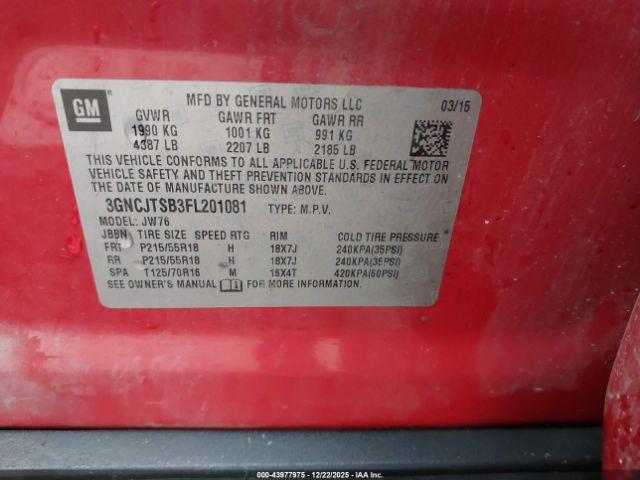 GM
MFD BY GENERAL MOTORS LLC 03/15
GVWR GAWR FRT GAWR RR
1990 KG 1001 KG 991 KG
4387 LB 2207 LB 2185 LB
THIS VEHICLE CONFORMS TO ALL APPLICABLE U.S. FEDERAL MOTOR
VEHICLE SAFETY AND THEFT PREVENTION STANDARDS IN EFFECT ON
THE DATE OF MANUFACTURE SHOWN ABOVE.
3GNCJTSB3FL201081 TYPE: M.P.V.
MODEL: JW76
JBBN TIRE SIZE SPEED RTG RIM COLD TIRE PRESSURE
FRT P215/55R18 H 18X7J 240KPA(35PSI)
RR P215/55R18 H 18X7J 240KPA(35PSI)
SPA T125/70R16 M 16X4T 420KPA(60PSI)
SEE OWNER'S MANUAL FOR MORE INFORMATION.
000-43977975 - 12/22/2025 - IAA Inc.